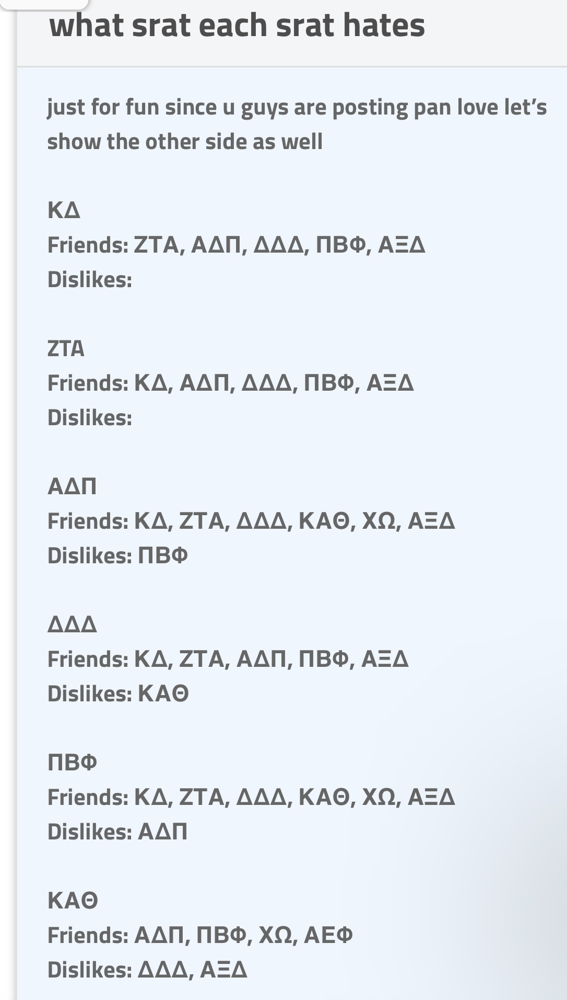 what srat each srat hates
just for fun since u guys are posting pan love let’s
show the other side as well
ΚΔ
Friends: ΖΤΑ, ΑΔΠ, ΔΔΔ, ΠΒΦ, ΑΞΔ
Dislikes:
ΖΤΑ
Friends: ΚΔ, ΑΔΠ, ΔΔΔ, ΠΒΦ, ΑΞΔ
Dislikes:
ΑΔΠ
Friends: ΚΔ, ΖΤΑ, ΔΔΔ, ΚΑΘ, ΧΩ, ΑΞΔ
Dislikes: ΠΒΦ
ΔΔΔ
Friends: ΚΔ, ΖΤΑ, ΑΔΠ, ΠΒΦ, ΑΞΔ
Dislikes: ΚΑΘ
ΠΒΦ
Friends: ΚΔ, ΖΤΑ, ΔΔΔ, ΚΑΘ, ΧΩ, ΑΞΔ
Dislikes: ΑΔΠ
ΚΑΘ
Friends: ΑΔΠ, ΠΒΦ, ΧΩ, ΑΕΦ
Dislikes: ΔΔΔ, ΑΞΔ